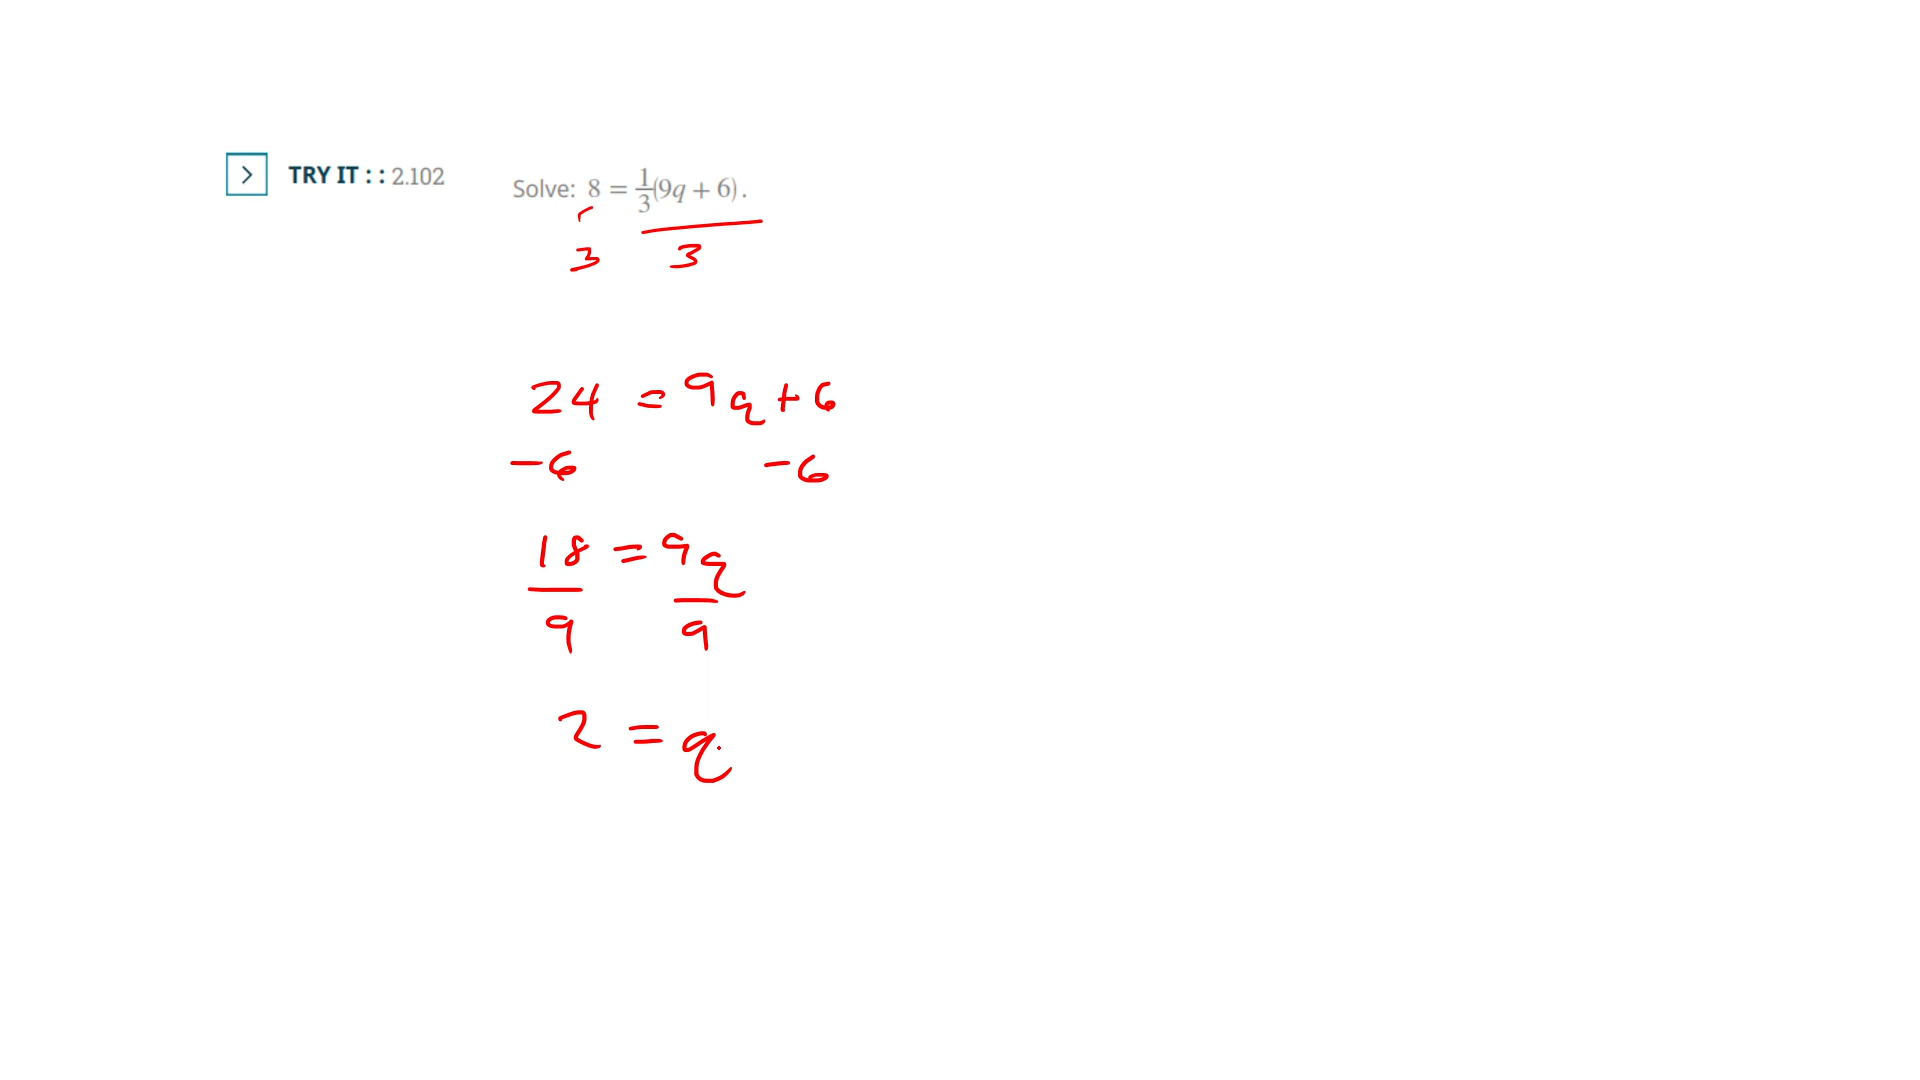 > TRY IT : : 2.102 Solve: 8 = 1/3(9q + 6).
3 3
24 = 9q + 6
-6 -6
18 = 9q
9 9
2 = q